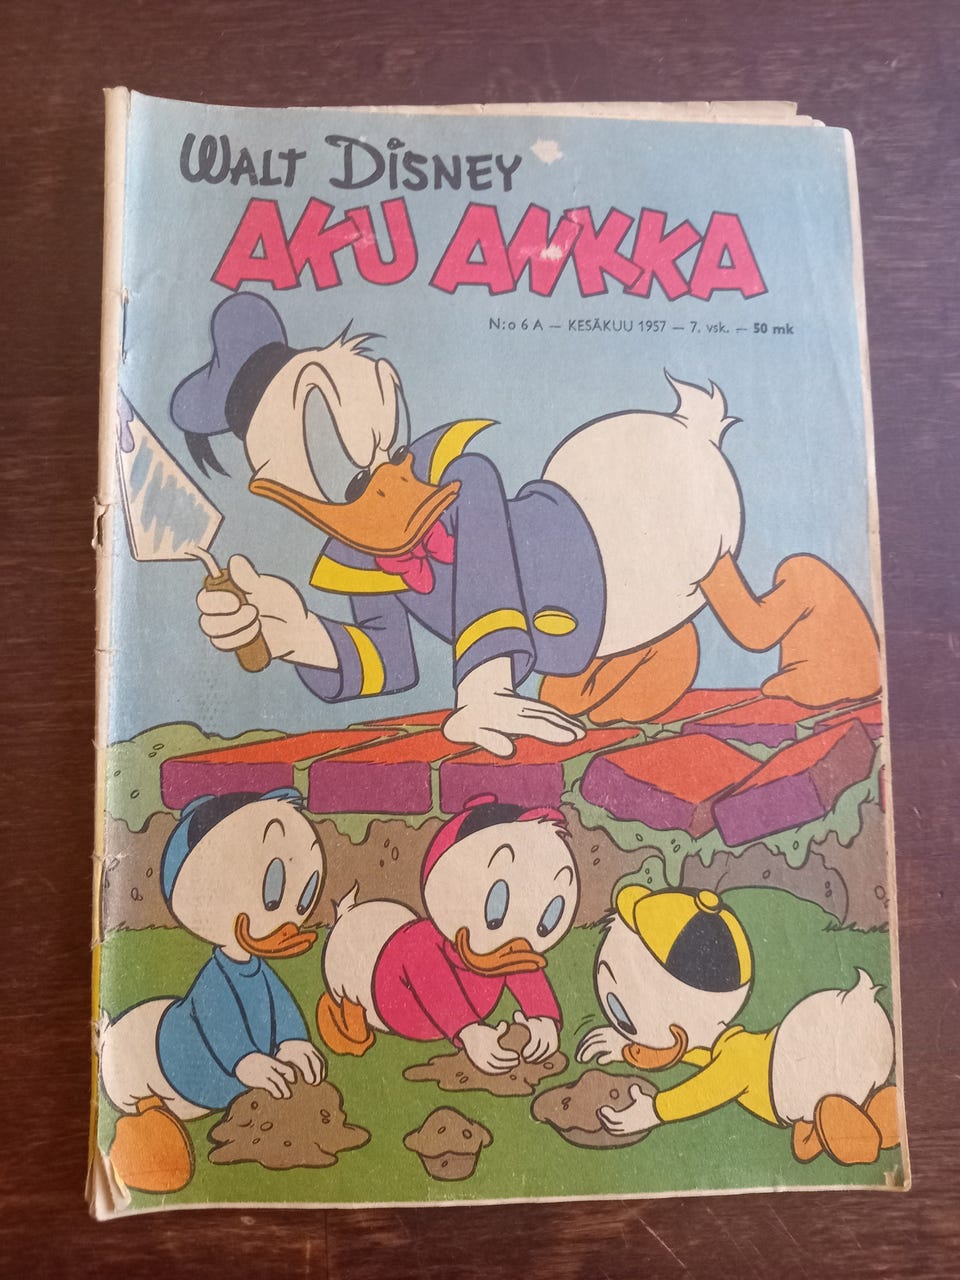 WALT DISNEY
AKU ANKKA
N:o 6 A — KESÄKUU 1957 — 7. vsk. — 50 mk